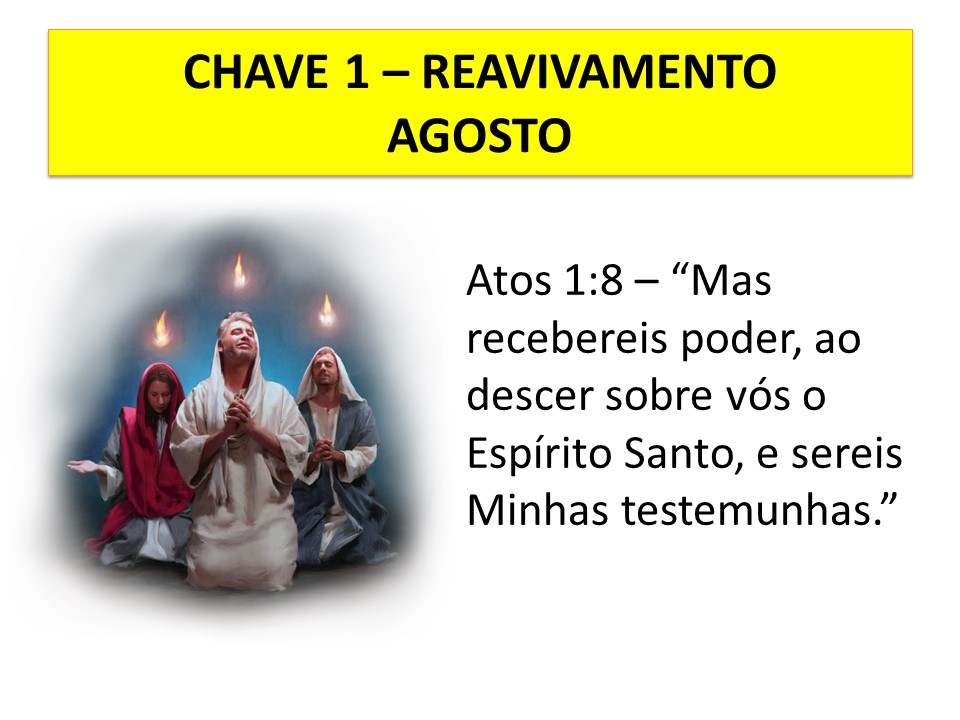 CHAVE 1 – REAVIVAMENTO
AGOSTO
Atos 1:8 – “Mas
recebereis poder, ao
descer sobre vós o
Espírito Santo, e sereis
Minhas testemunhas.”